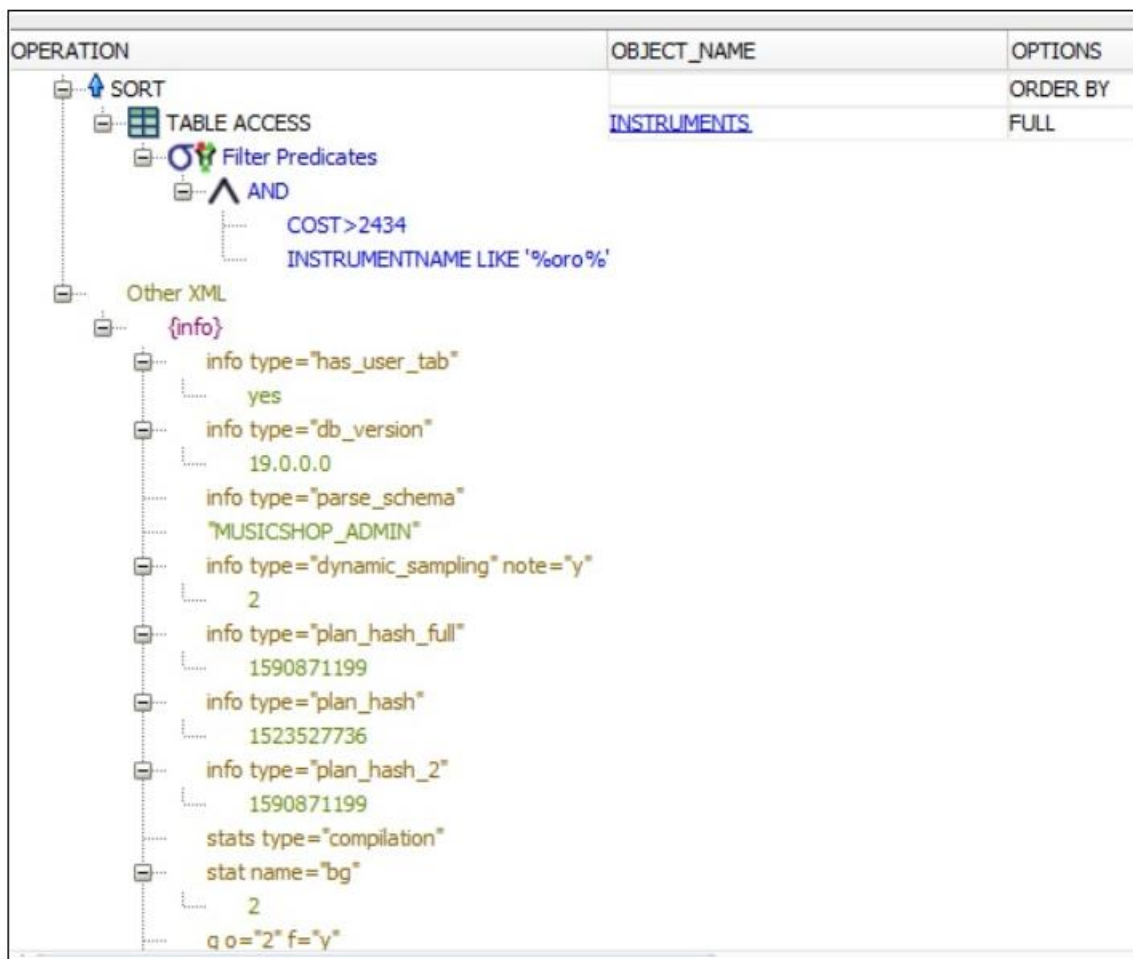 OPERATION OBJECT_NAME OPTIONS
SORT ORDER BY
TABLE ACCESS INSTRUMENTS FULL
Filter Predicates
AND
COST>2434
INSTRUMENTNAME LIKE '%oro%'
Other XML
{info}
info type="has_user_tab"
yes
info type="db_version"
19.0.0.0
info type="parse_schema"
"MUSICSHOP_ADMIN"
info type="dynamic_sampling" note="y"
2
info type="plan_hash_full"
1590871199
info type="plan_hash"
1523527736
info type="plan_hash_2"
1590871199
stats type="compilation"
stat name="bg"
2
q o="2" f="y"